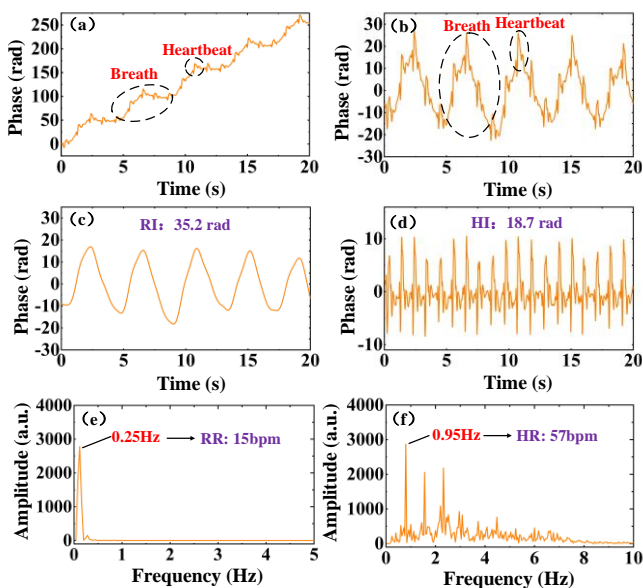 (a)
Heartbeat
Breath
Phase (rad)
250
200
150
100
50
0
0 5 10 15 20
Time (s)
(b)
Breath
Heartbeat
Phase (rad)
30
20
10
0
-10
-20
-30
0 5 10 15 20
Time (s)
(c)
RI：35.2 rad
Phase (rad)
30
20
10
0
-10
-20
-30
0 5 10 15 20
Time (s)
(d)
HI：18.7 rad
Phase (rad)
10
0
-10
0 5 10 15 20
Time (s)
(e)
0.25Hz
RR: 15bpm
Amplitude (a.u.)
4000
3000
2000
1000
0
0 1 2 3 4 5
Frequency (Hz)
(f)
0.95Hz
HR: 57bpm
Amplitude (a.u.)
4000
3000
2000
1000
0
0 2 4 6 8 10
Frequency (Hz)